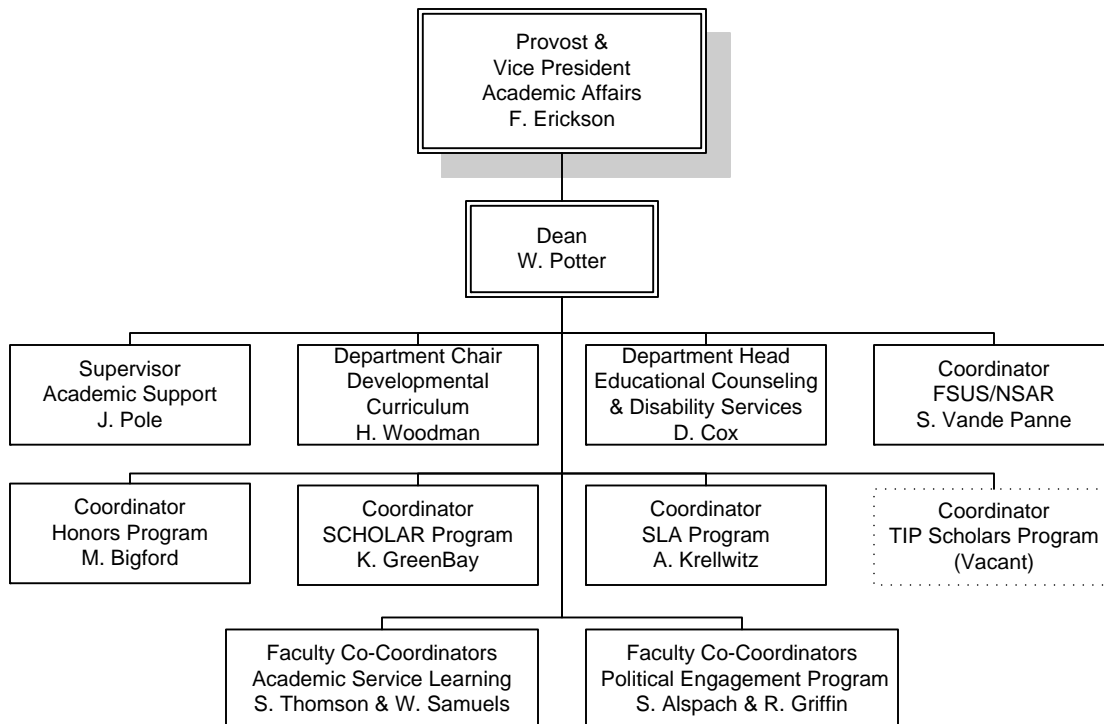 Provost &
Vice President
Academic Affairs
F. Erickson
Dean
W. Potter
Supervisor
Academic Support
J. Pole
Department Chair
Developmental
Curriculum
H. Woodman
Department Head
Educational Counseling
& Disability Services
D. Cox
Coordinator
FSUS/NSAR
S. Vande Panne
Coordinator
Honors Program
M. Bigford
Coordinator
SCHOLAR Program
K. GreenBay
Coordinator
SLA Program
A. Krellwitz
Coordinator
TIP Scholars Program
(Vacant)
Faculty Co-Coordinators
Academic Service Learning
S. Thomson & W. Samuels
Faculty Co-Coordinators
Political Engagement Program
S. Alspach & R. Griffin